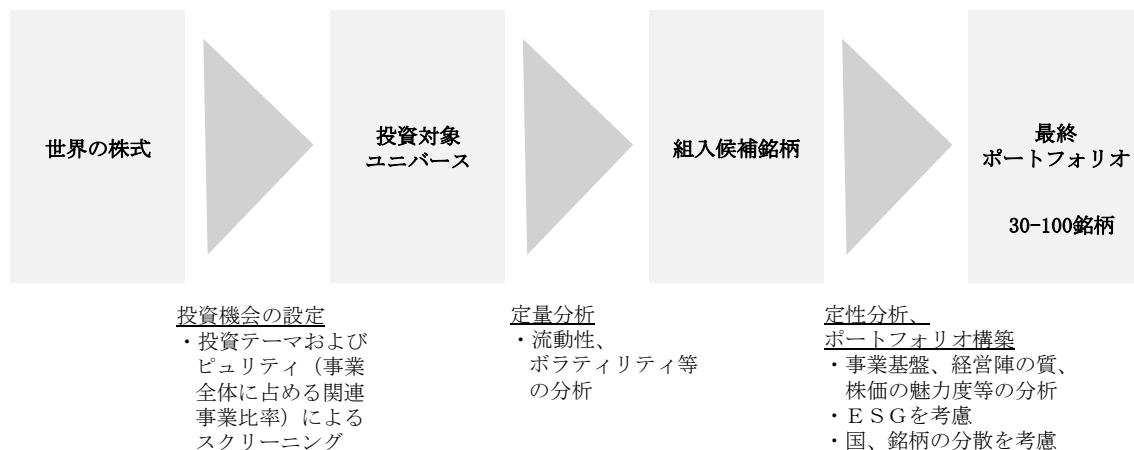 世界の株式
投資対象
ユニバース
組入候補銘柄
最終
ポートフォリオ
30-100銘柄
投資機会の設定
・投資テーマおよび
ピュリティ（事業
全体に占める関連
事業比率）による
スクリーニング
定量分析
・流動性、
ボラティリティ等
の分析
定性分析、
ポートフォリオ構築
・事業基盤、経営陣の質、
株価の魅力度等の分析
・ＥＳＧを考慮
・国、銘柄の分散を考慮